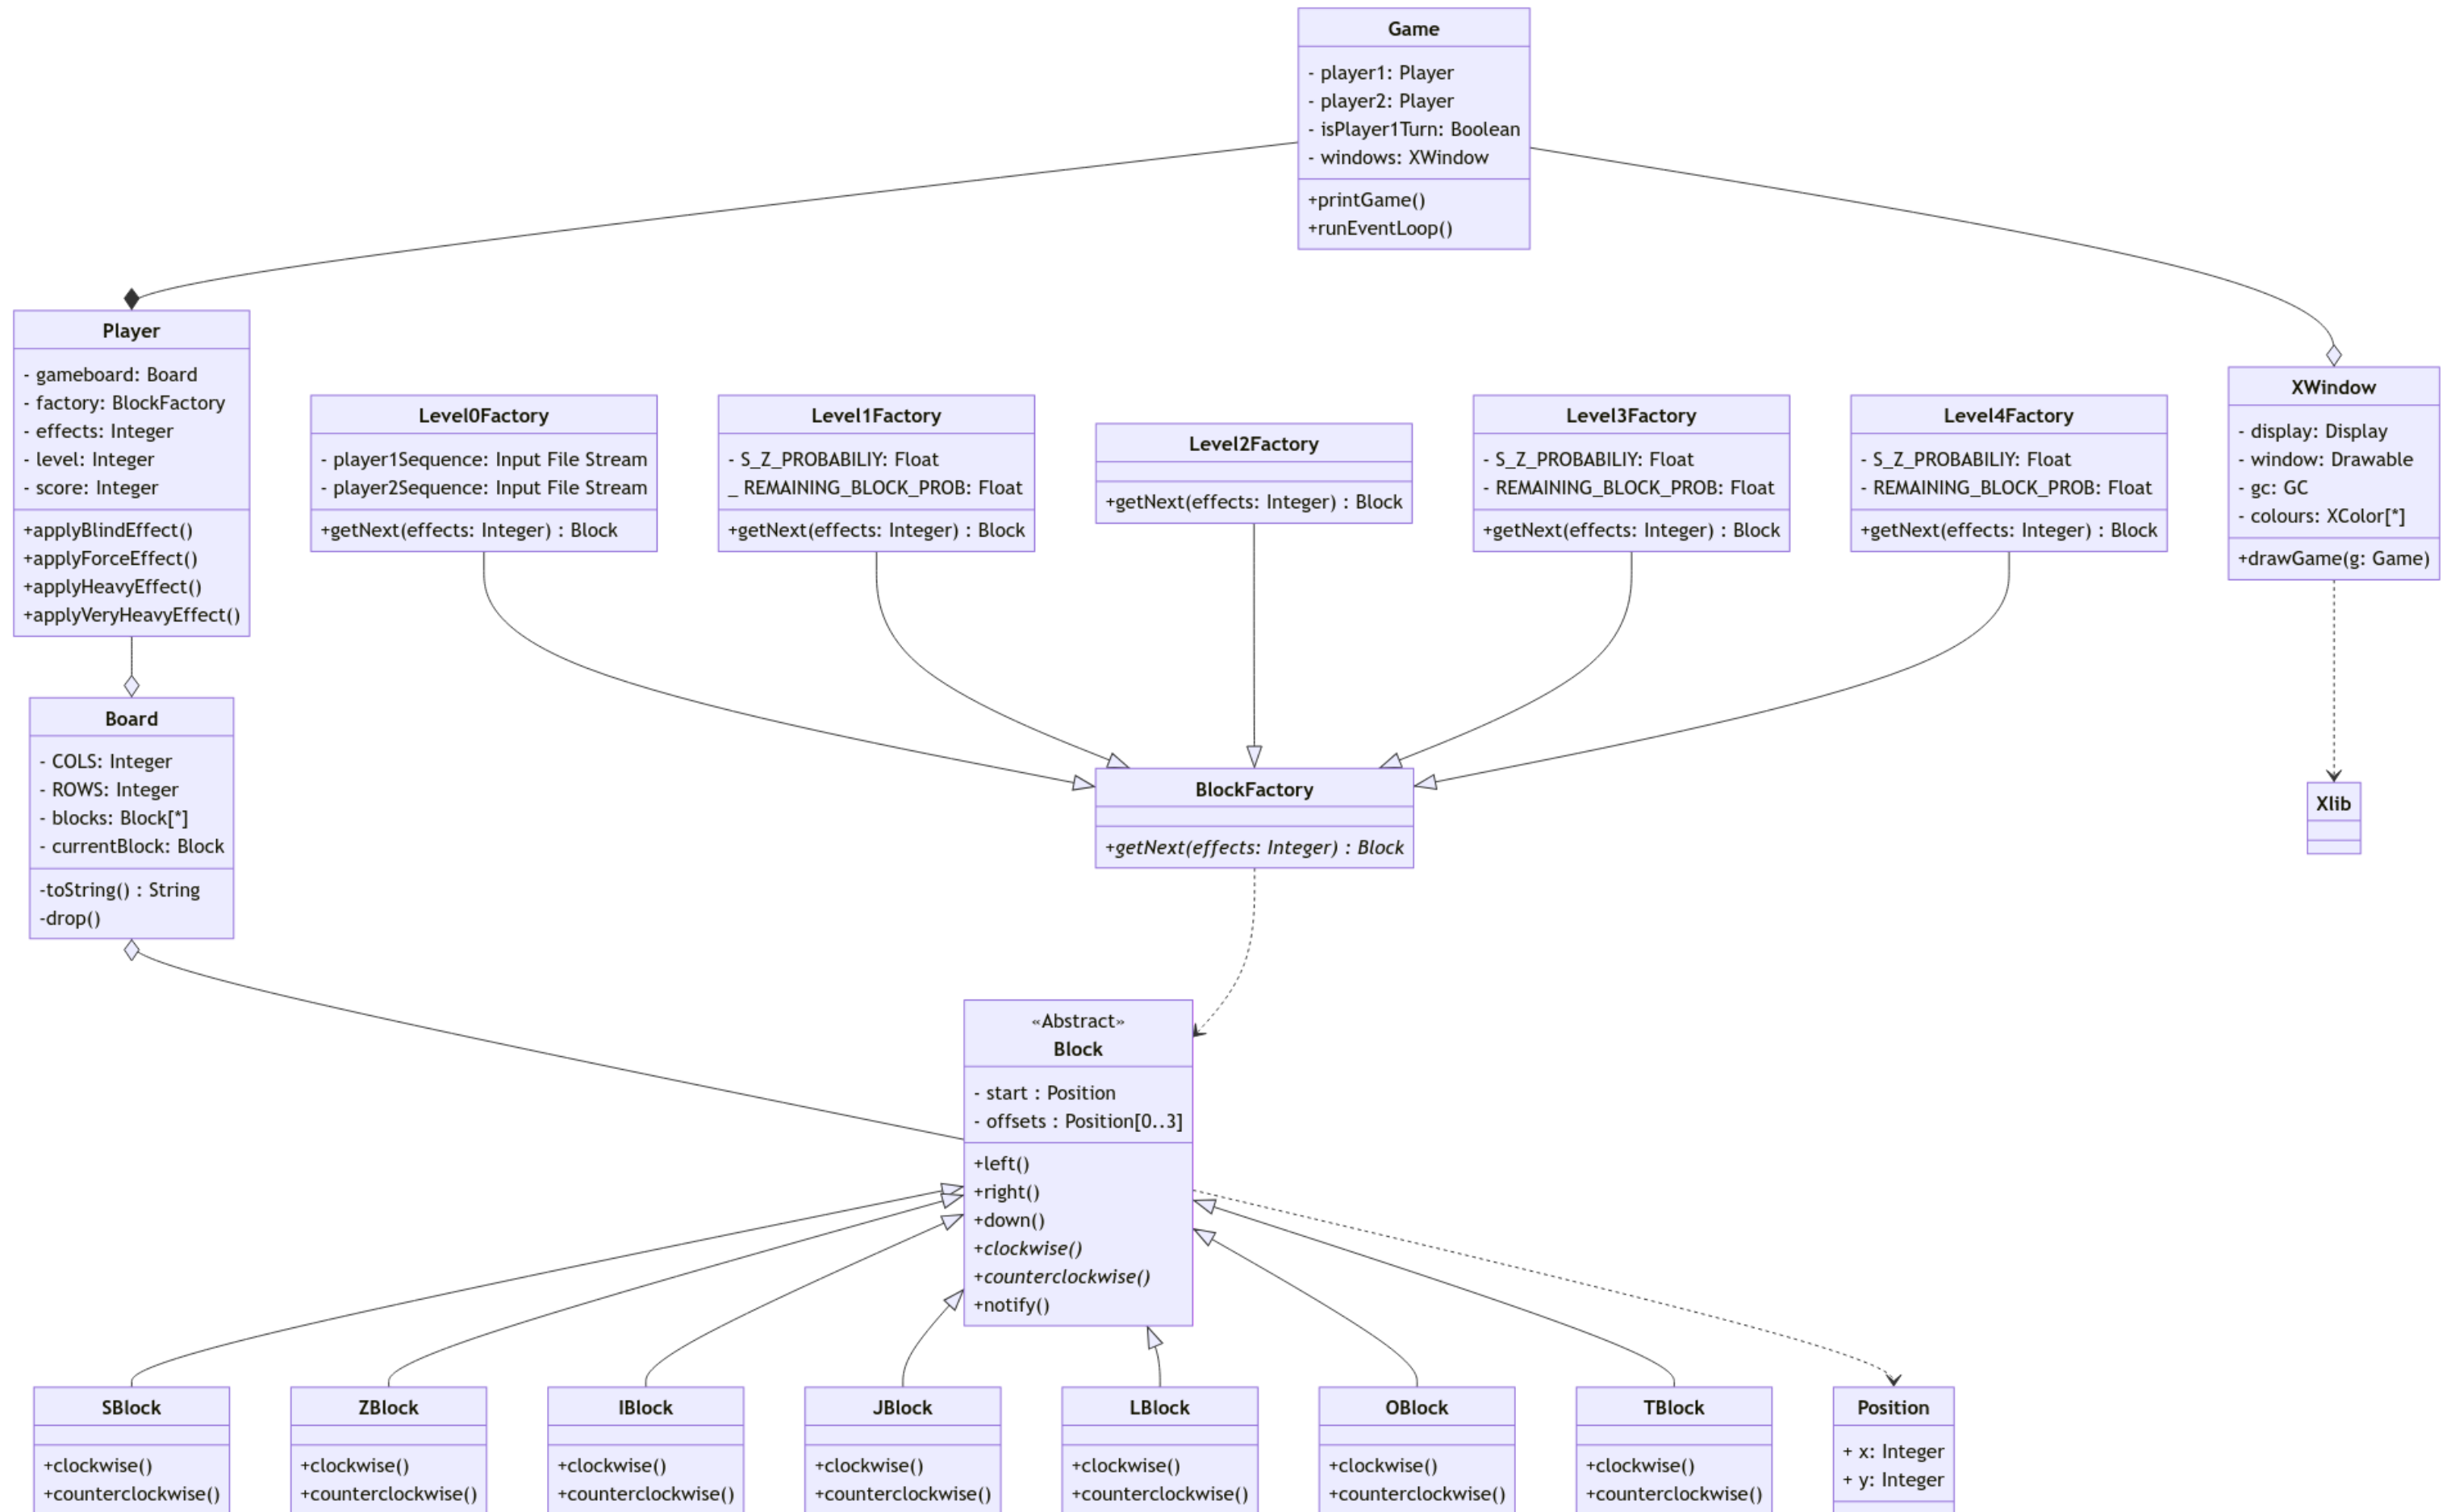 Game
- player1: Player
- player2: Player
- isPlayer1Turn: Boolean
- windows: XWindow
+printGame()
+runEventLoop()
Player
- gameboard: Board
- factory: BlockFactory
- effects: Integer
- level: Integer
- score: Integer
+applyBlindEffect()
+applyForceEffect()
+applyHeavyEffect()
+applyVeryHeavyEffect()
Level0Factory
- player1Sequence: Input File Stream
- player2Sequence: Input File Stream
+getNext(effects: Integer) : Block
Level1Factory
- S_Z_PROBABILIY: Float
_ REMAINING_BLOCK_PROB: Float
+getNext(effects: Integer) : Block
Level2Factory
+getNext(effects: Integer) : Block
Level3Factory
- S_Z_PROBABILIY: Float
- REMAINING_BLOCK_PROB: Float
+getNext(effects: Integer) : Block
Level4Factory
- S_Z_PROBABILIY: Float
- REMAINING_BLOCK_PROB: Float
+getNext(effects: Integer) : Block
XWindow
- display: Display
- window: Drawable
- gc: GC
- colours: XColor[*]
+drawGame(g: Game)
Board
- COLS: Integer
- ROWS: Integer
- blocks: Block[*]
- currentBlock: Block
-toString() : String
-drop()
BlockFactory
+getNext(effects: Integer) : Block
Xlib
«Abstract»
Block
- start : Position
- offsets : Position[0..3]
+left()
+right()
+down()
+clockwise()
+counterclockwise()
+notify()
SBlock
+clockwise()
+counterclockwise()
ZBlock
+clockwise()
+counterclockwise()
IBlock
+clockwise()
+counterclockwise()
JBlock
+clockwise()
+counterclockwise()
LBlock
+clockwise()
+counterclockwise()
OBlock
+clockwise()
+counterclockwise()
TBlock
+clockwise()
+counterclockwise()
Position
+ x: Integer
+ y: Integer